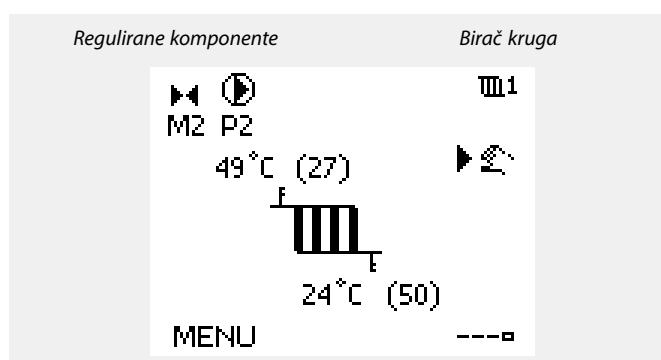 Regulirane komponente Birač kruga
1
M2 P2
49°C (27)
24°C (50)
MENU ---